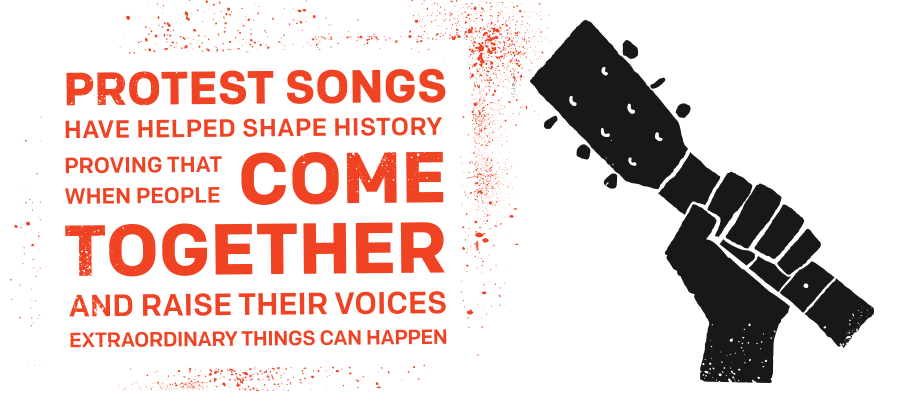 PROTEST SONGS
HAVE HELPED SHAPE HISTORY
PROVING THAT
WHEN PEOPLE
COME
TOGETHER
AND RAISE THEIR VOICES
EXTRAORDINARY THINGS CAN HAPPEN